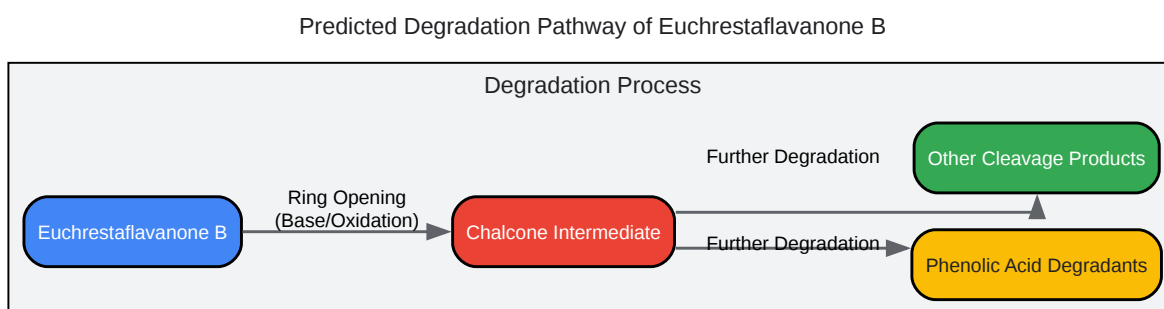 Predicted Degradation Pathway of Euchrestaflavanone B
Degradation Process
Euchrestaflavanone B
Ring Opening
(Base/Oxidation)
Chalcone Intermediate
Further Degradation
Other Cleavage Products
Further Degradation
Phenolic Acid Degradants